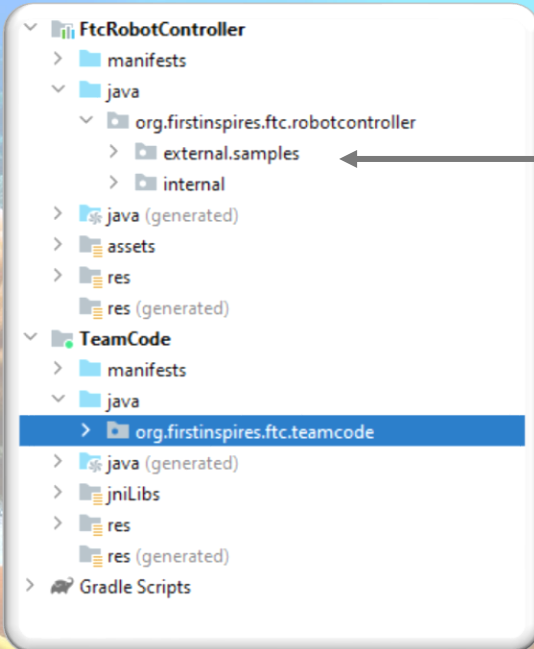 FtcRobotController
manifests
java
org.firstinspires.ftc.robotcontroller
external.samples
internal
java (generated)
assets
res
res (generated)
TeamCode
manifests
java
org.firstinspires.ftc.teamcode
java (generated)
jniLibs
res
res (generated)
Gradle Scripts